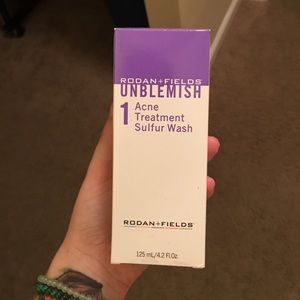 RODAN+FIELDS
UNBLEMISH
1 Acne
Treatment
Sulfur Wash
RODAN+FIELDS
125 mL/4.2 Fl.Oz.